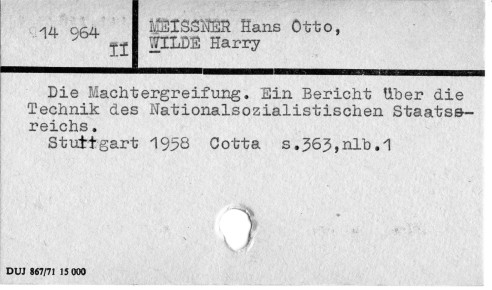 14 964 MEISSNER Hans Otto,
II WILDE Harry
Die Machtergreifung. Ein Bericht über die
Technik des Nationalsozialistischen Staatss-
reichs.
Stuttgart 1958 Cotta s.363,nlb.1
DUJ 867/71 15 000